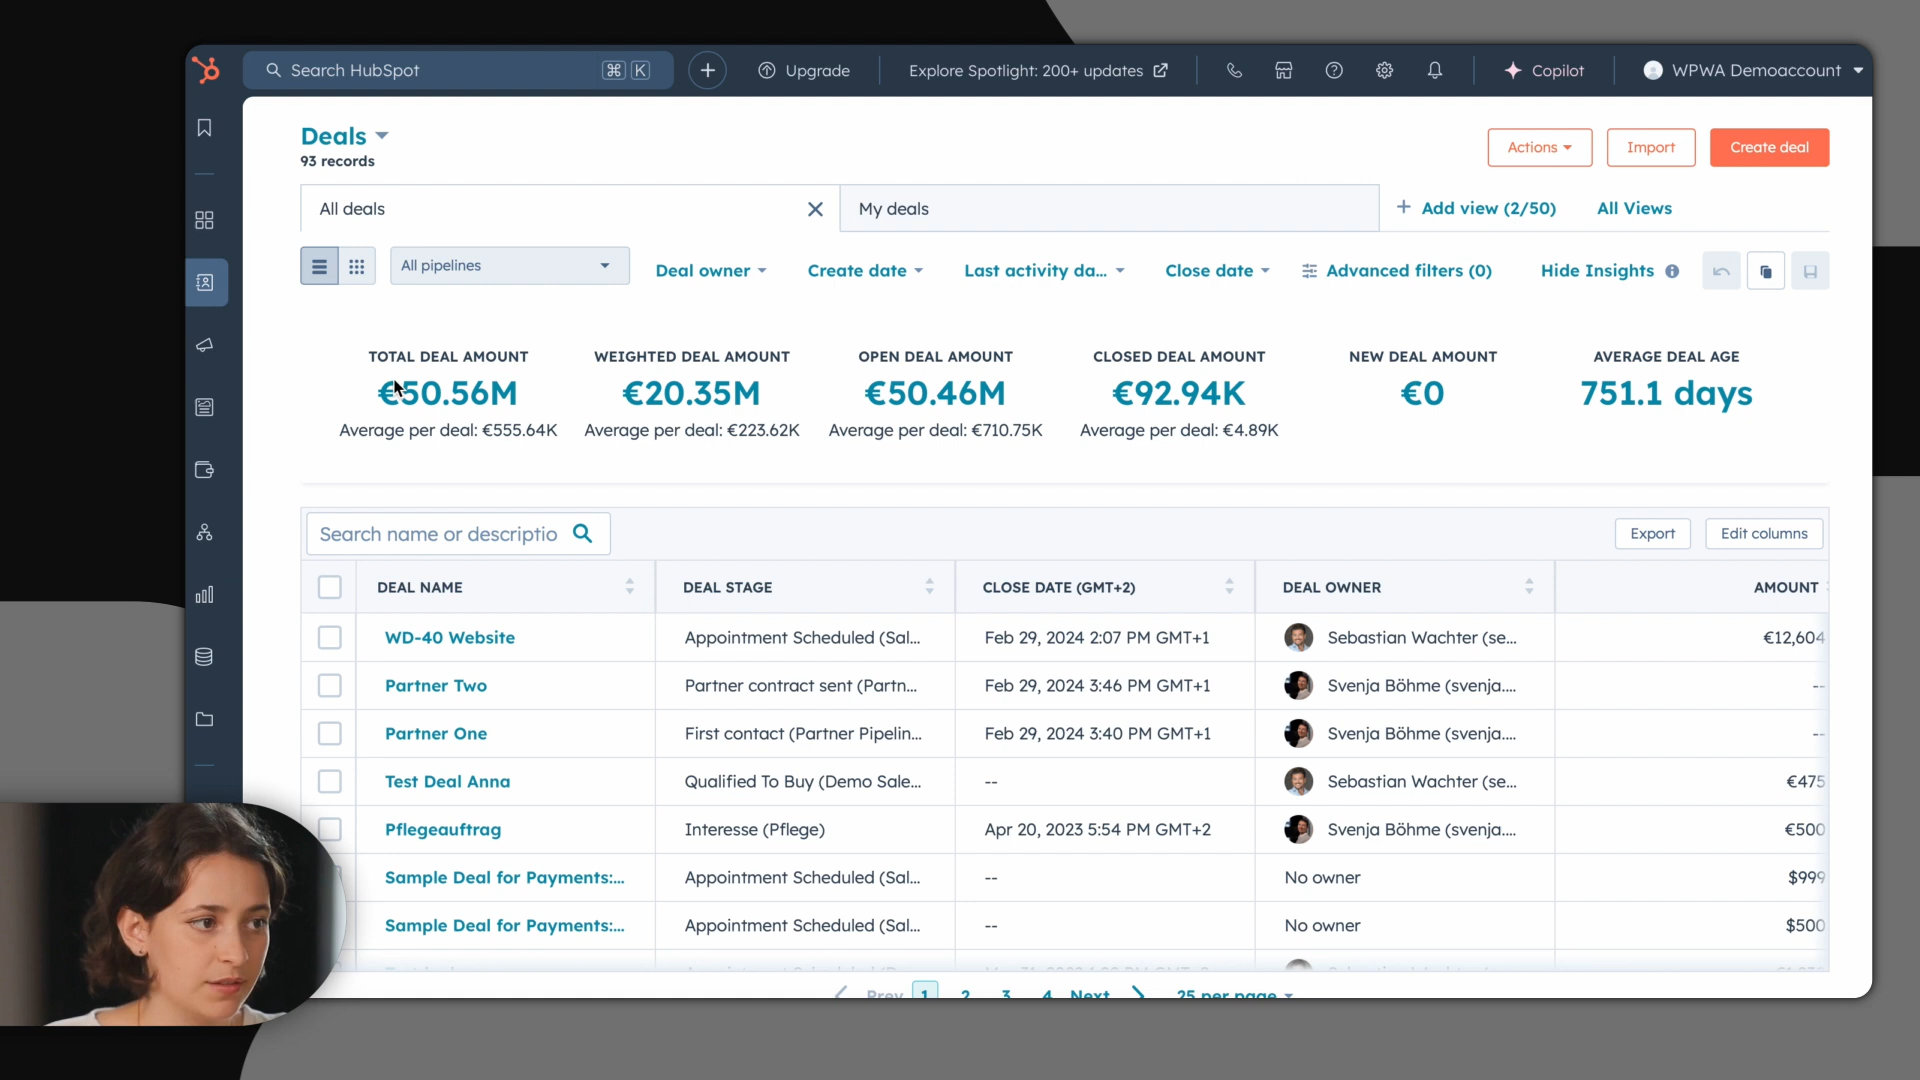 Search HubSpot ⌘ K
Upgrade
Explore Spotlight: 200+ updates
Copilot
WPWA Demoaccount
Deals
93 records
Actions
Import
Create deal
All deals
My deals
+ Add view (2/50)
All Views
All pipelines
Deal owner
Create date
Last activity da...
Close date
Advanced filters (0)
Hide Insights
TOTAL DEAL AMOUNT
€50.56M
Average per deal: €555.64K
WEIGHTED DEAL AMOUNT
€20.35M
Average per deal: €223.62K
OPEN DEAL AMOUNT
€50.46M
Average per deal: €710.75K
CLOSED DEAL AMOUNT
€92.94K
Average per deal: €4.89K
NEW DEAL AMOUNT
€0
AVERAGE DEAL AGE
751.1 days
Search name or descriptio
Export
Edit columns
DEAL NAME DEAL STAGE CLOSE DATE (GMT+2) DEAL OWNER AMOUNT
WD-40 Website Appointment Scheduled (Sal... Feb 29, 2024 2:07 PM GMT+1 Sebastian Wachter (se... €12,604
Partner Two Partner contract sent (Partn... Feb 29, 2024 3:46 PM GMT+1 Svenja Böhme (svenja.... --
Partner One First contact (Partner Pipelin... Feb 29, 2024 3:40 PM GMT+1 Svenja Böhme (svenja.... --
Test Deal Anna Qualified To Buy (Demo Sale... -- Sebastian Wachter (se... €475
Pflegeauftrag Interesse (Pflege) Apr 20, 2023 5:54 PM GMT+2 Svenja Böhme (svenja.... €500
Sample Deal for Payments:... Appointment Scheduled (Sal... -- No owner $999
Sample Deal for Payments:... Appointment Scheduled (Sal... -- No owner $500
Prev 1 2 3 4 Next 25 per page